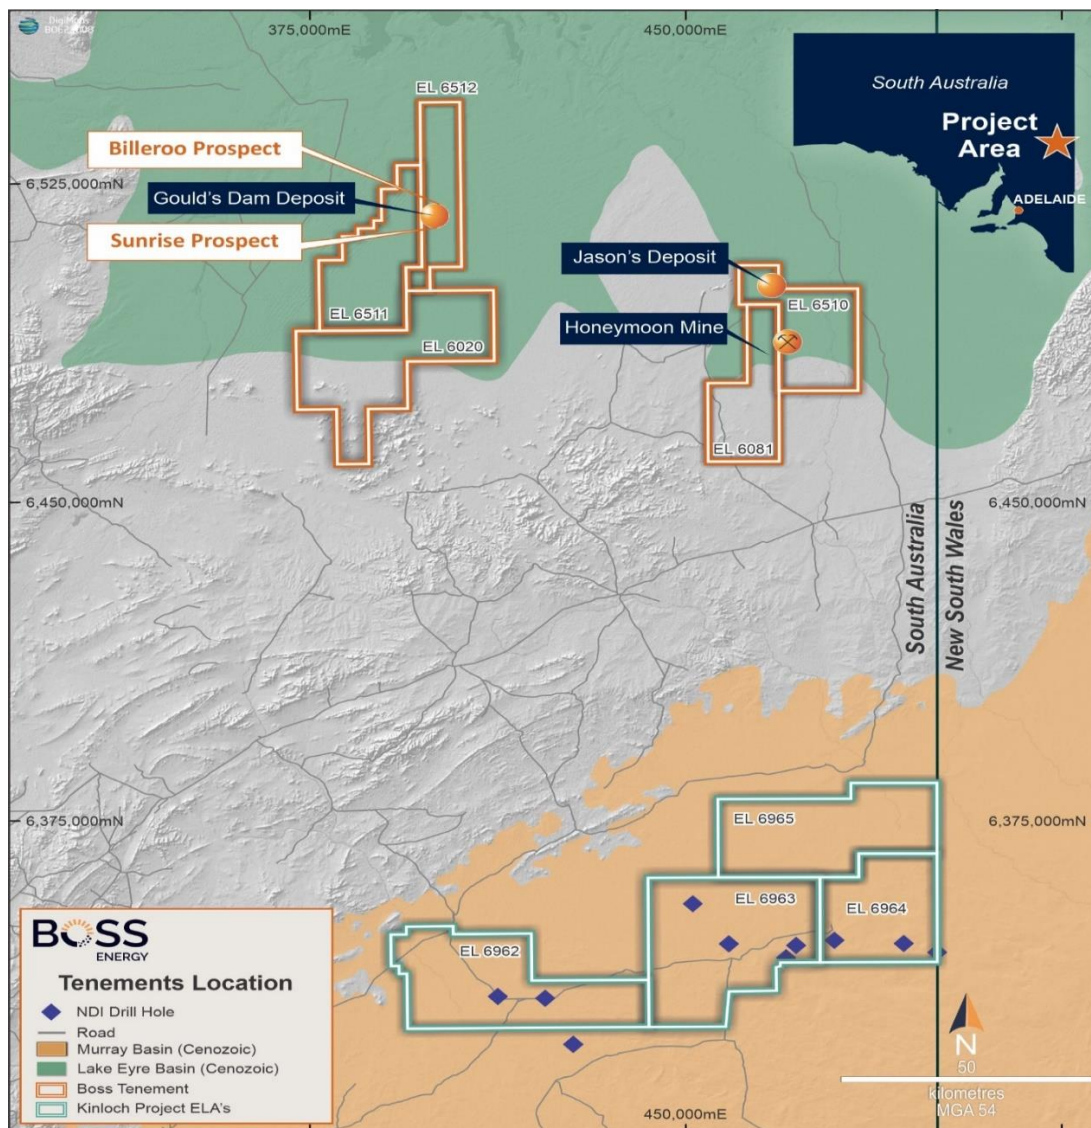 375,000mE
450,000mE
South Australia
Project
Area
ADELAIDE
EL 6512
Billeroo Prospect
6,525,000mN
Gould's Dam Deposit
Sunrise Prospect
Jason's Deposit
EL 6511
EL 6510
Honeymoon Mine
EL 6020
EL 6081
6,450,000mN
6,450,000mN
South Australia
New South Wales
6,375,000mN
6,375,000mN
EL 6965
EL 6963
EL 6964
EL 6962
BOSS
ENERGY
Tenements Location
NDI Drill Hole
Road
Murray Basin (Cenozoic)
Lake Eyre Basin (Cenozoic)
Boss Tenement
Kinloch Project ELA's
N
50
kilometres
MGA 54
450,000mE